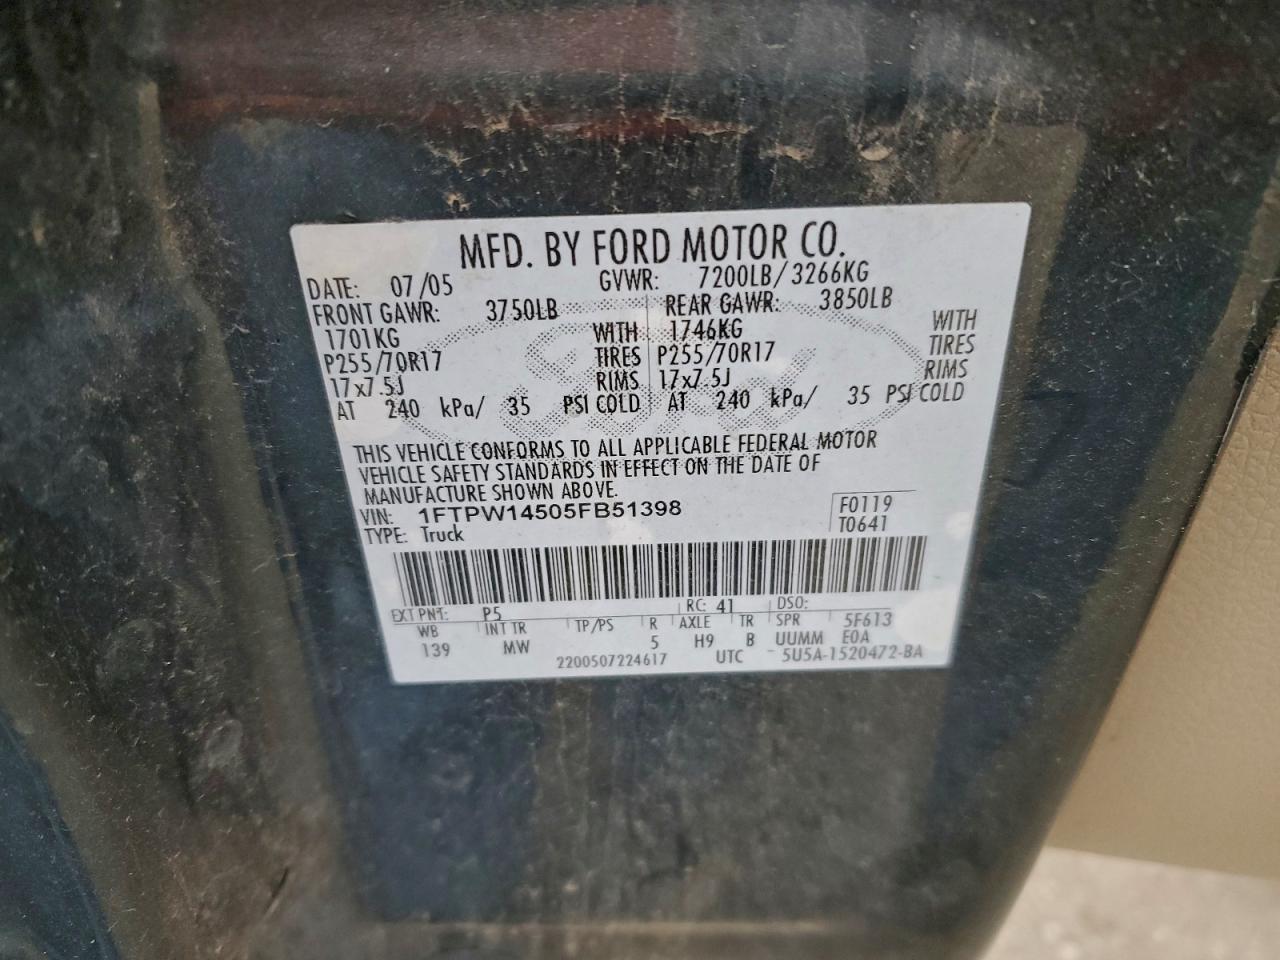 MFD. BY FORD MOTOR CO.
DATE: 07/05 GVWR: 7200LB/3266KG
FRONT GAWR: 3750LB REAR GAWR: 3850LB
1701KG WITH 1746KG WITH
P255/70R17 TIRES P255/70R17 TIRES
17x7.5J RIMS 17x7.5J RIMS
AT 240 kPa/ 35 PSI COLD AT 240 kPa/ 35 PSI COLD
THIS VEHICLE CONFORMS TO ALL APPLICABLE FEDERAL MOTOR
VEHICLE SAFETY STANDARDS IN EFFECT ON THE DATE OF
MANUFACTURE SHOWN ABOVE.
VIN: 1FTPW14505FB51398 F0119
TYPE: Truck T0641
EXT PNT: P5 RC: 41 DSO:
WB INT TR TP/PS R AXLE TR SPR 5F613
139 MW 5 H9 B UUMM E0A
2200507224617 UTC 5U5A-1520472-BA